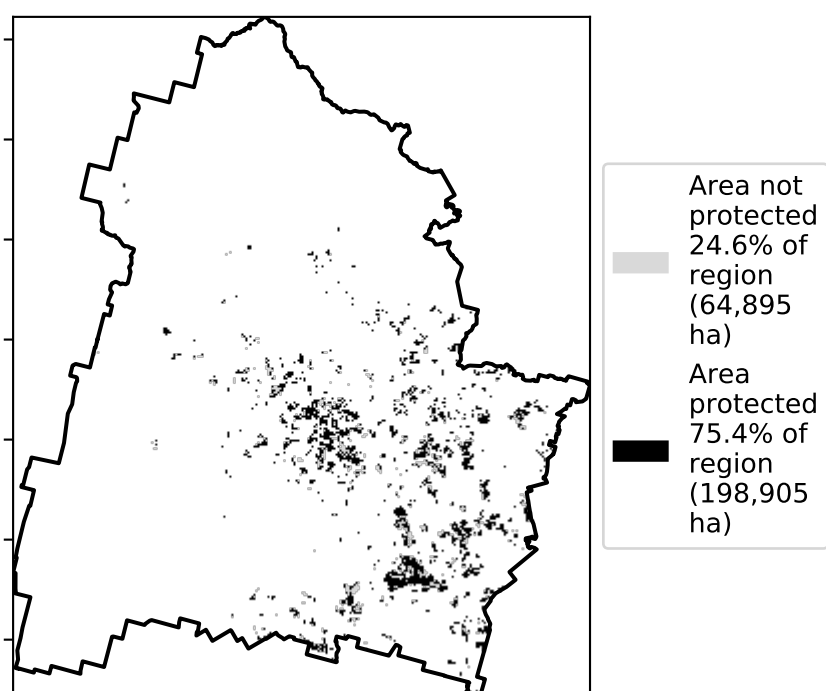 Area not
protected
24.6% of
region
(64,895
ha)
Area
protected
75.4% of
region
(198,905
ha)